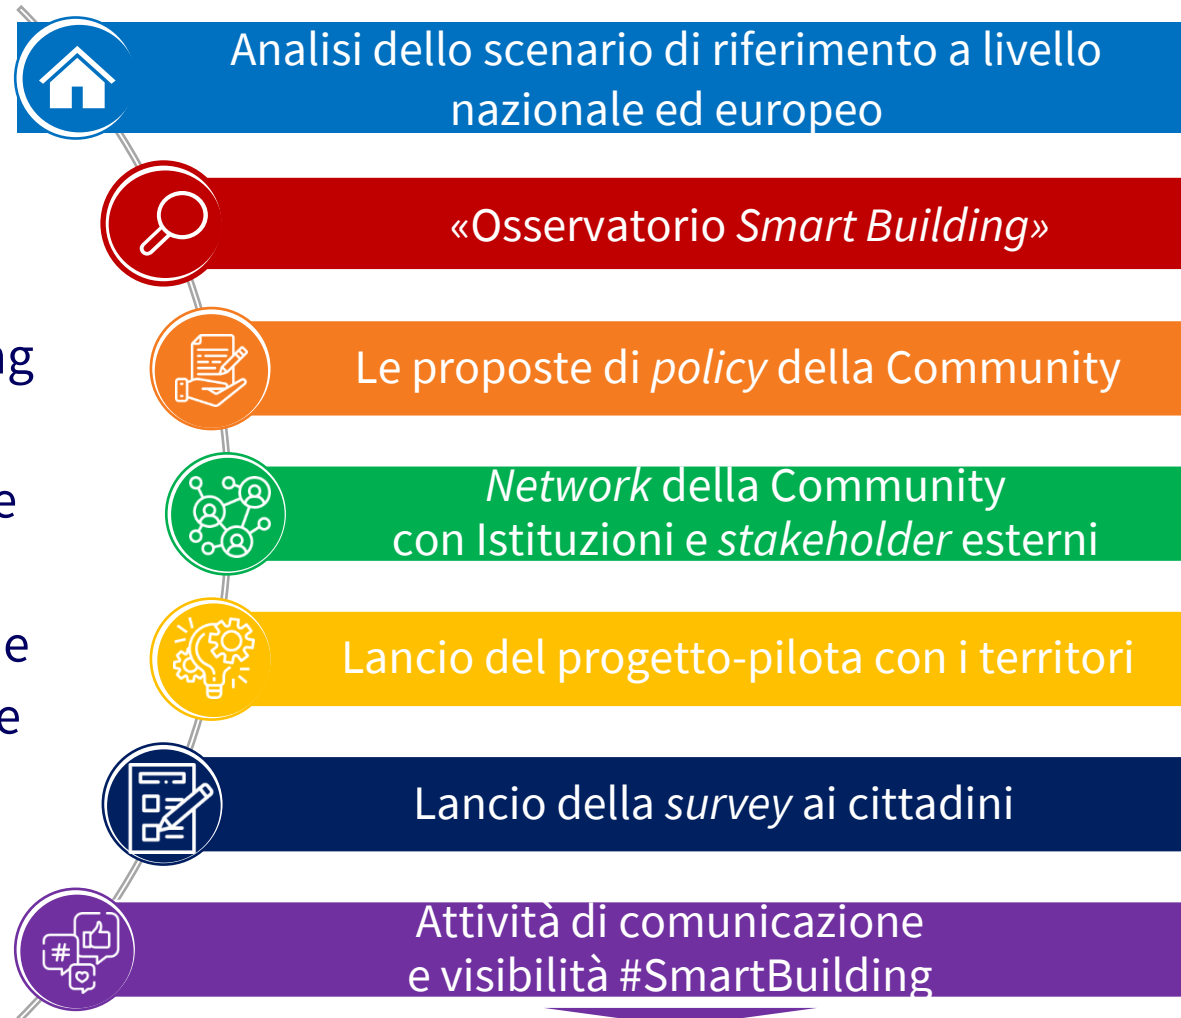 Analisi dello scenario di riferimento a livello
nazionale ed europeo
«Osservatorio Smart Building»
Le proposte di policy della Community
Network della Community
con Istituzioni e stakeholder esterni
Lancio del progetto-pilota con i territori
Lancio della survey ai cittadini
#
Attività di comunicazione
e visibilità #SmartBuilding